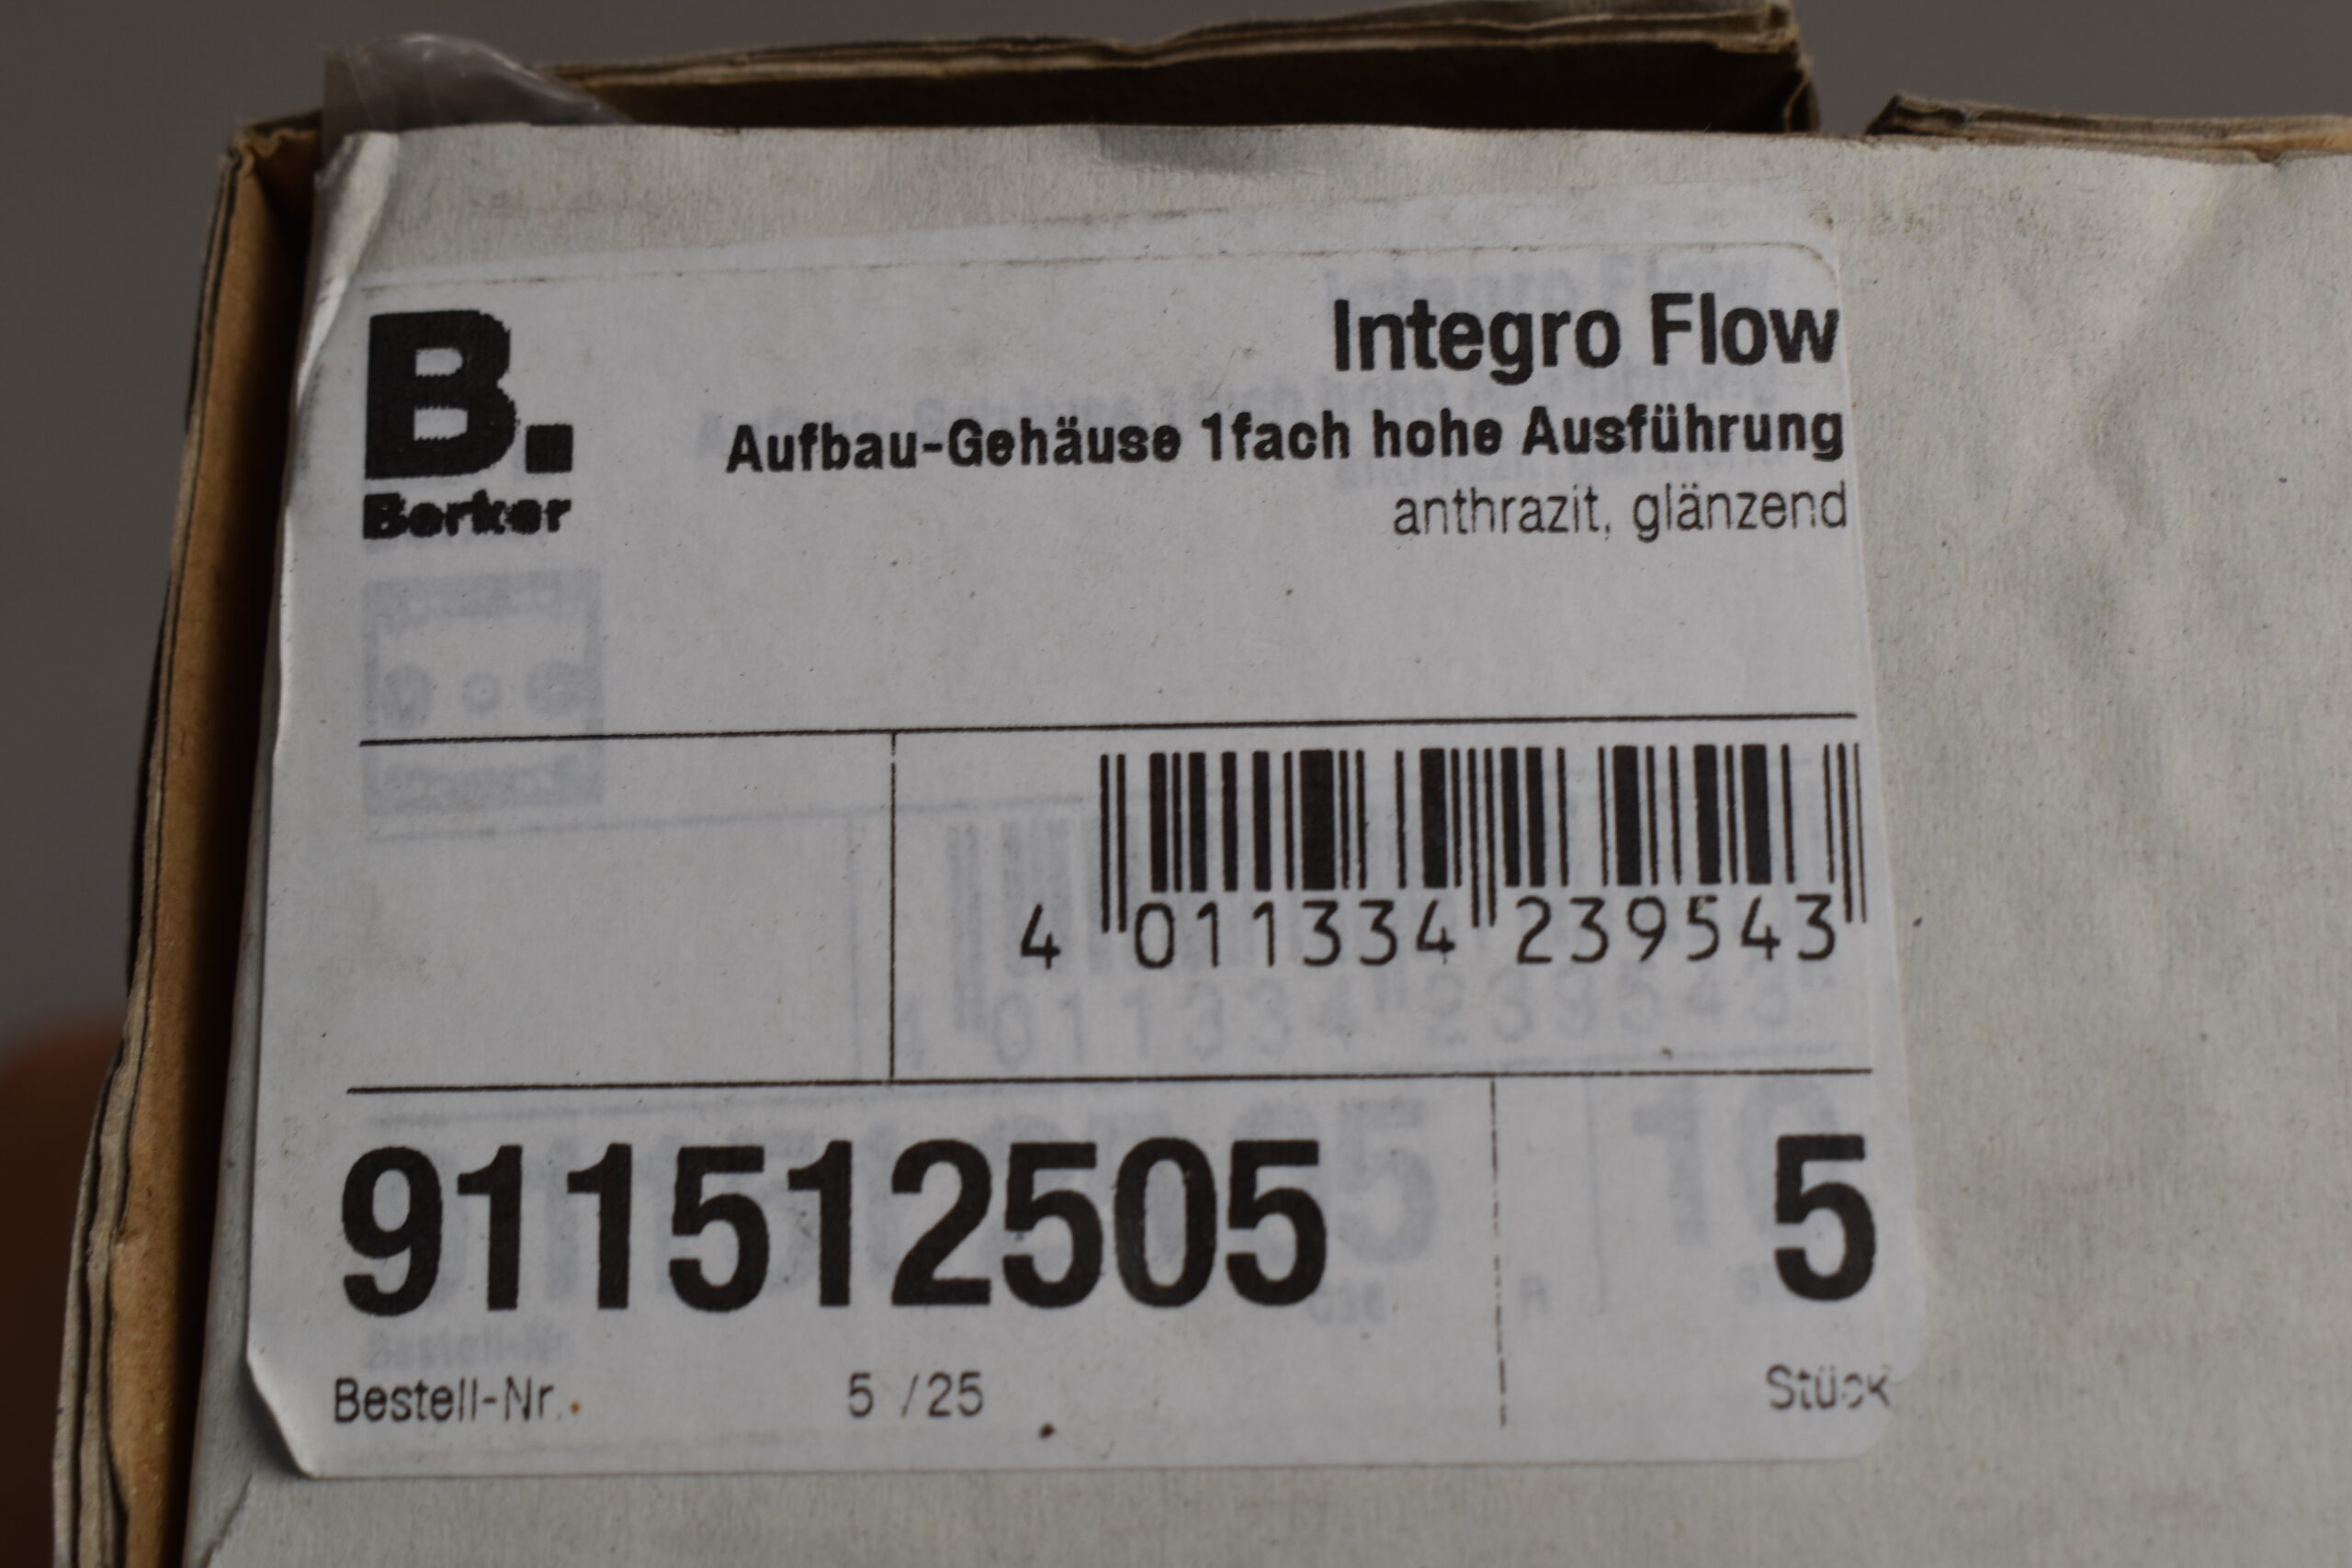 B.
Berker
Integro Flow
Aufbau-Gehäuse 1fach hohe Ausführung
anthrazit, glänzend
4 011334 239543
911512505
5
Bestell-Nr.
5 /25
Stück